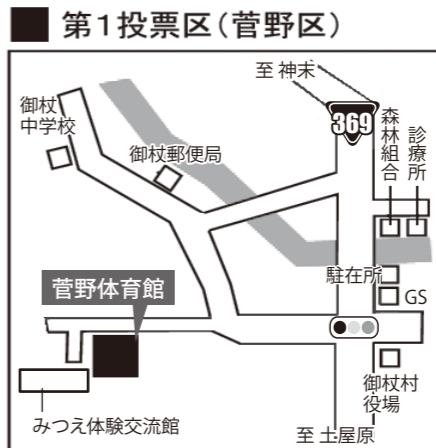 第1投票区(菅野区)
至 神末
369
森林組合
診療所
御杖
中学校
御杖郵便局
駐在所
菅野体育館
GS
御杖村
役場
みつえ体験交流館
至 土屋原